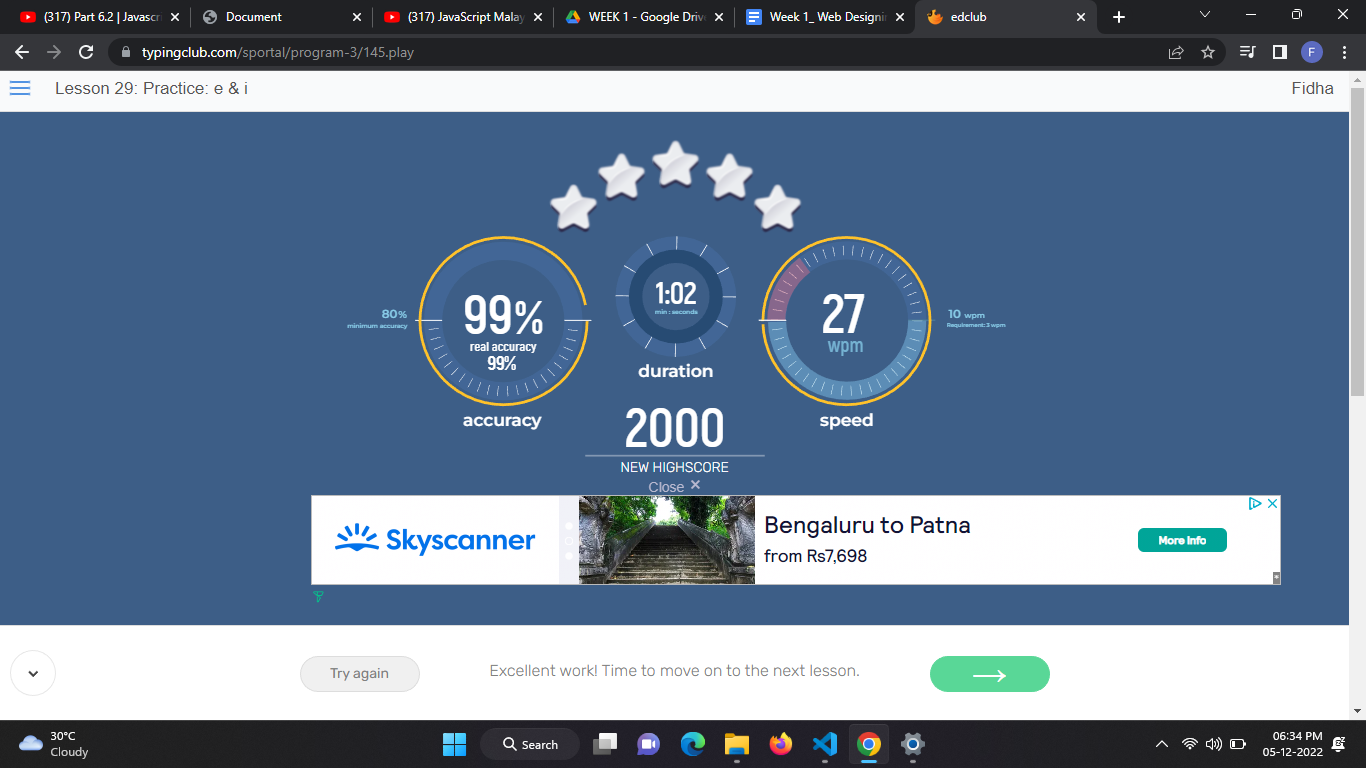 (317) Part 6.2 | Javascri
Document
(317) JavaScript Malay
WEEK 1 - Google Drive
Week 1_ Web Designi
edclub
typingclub.com/sportal/program-3/145.play
F
Lesson 29: Practice: e & i
Fidha
80%
minimum accuracy
99%
real accuracy
99%
accuracy
1:02
min : seconds
duration
27
wpm
speed
10 wpm
Requirement: 3 wpm
2000
NEW HIGHSCORE
Close
Skyscanner
Bengaluru to Patna
from Rs7,698
More Info
Try again
Excellent work! Time to move on to the next lesson.
30°C
Cloudy
Search
06:34 PM
05-12-2022